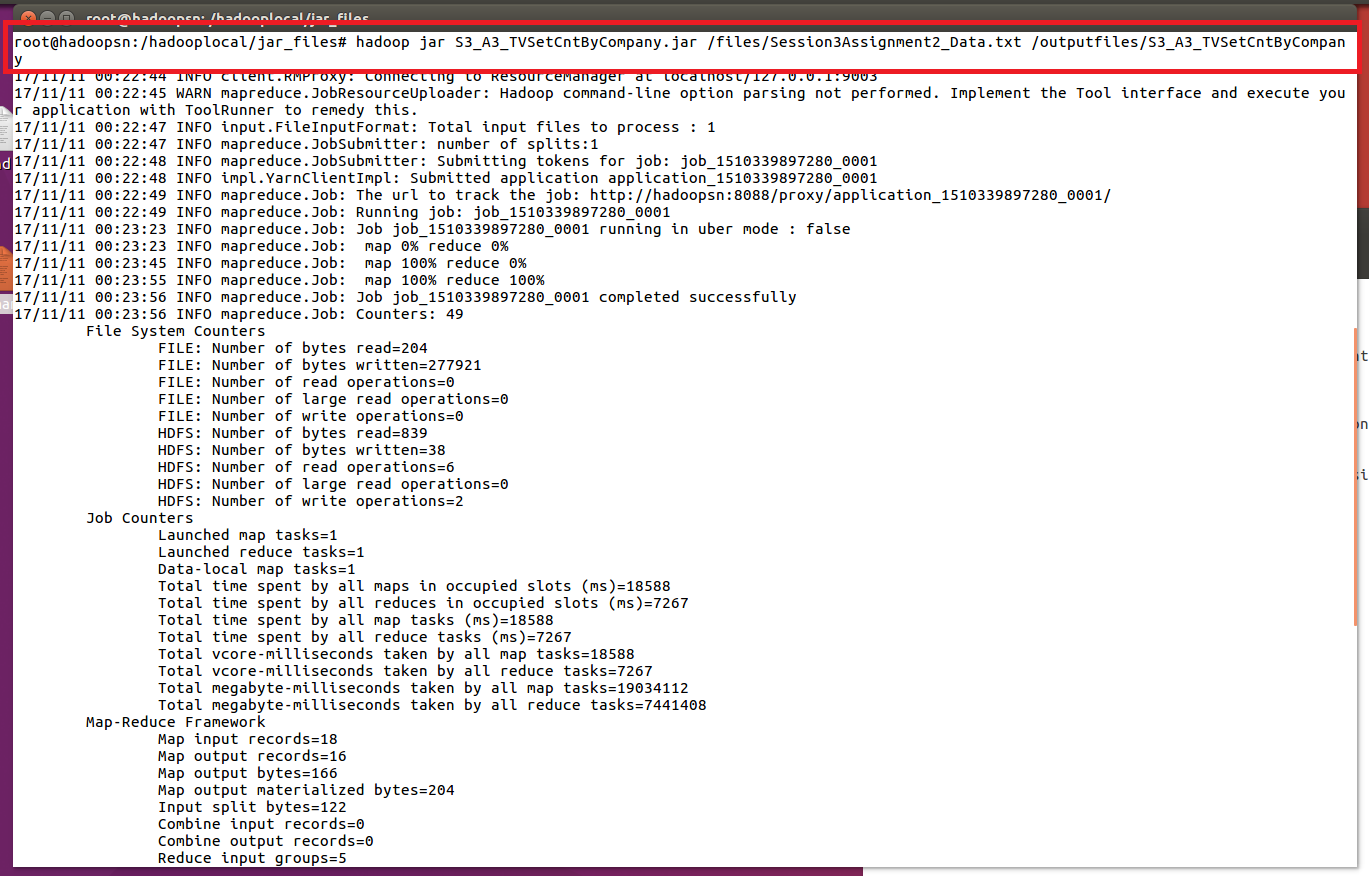 root@hadoopsn: /hadooplocal/jar_files
root@hadoopsn:/hadooplocal/jar_files# hadoop jar S3_A3_TVSetCntByCompany.jar /files/Session3Assignment2_Data.txt /outputfiles/S3_A3_TVSetCntByCompan
y
17/11/11 00:22:44 INFO client.RMProxy: Connecting to ResourceManager at localhost/127.0.0.1:9003
17/11/11 00:22:45 WARN mapreduce.JobResourceUploader: Hadoop command-line option parsing not performed. Implement the Tool interface and execute you
r application with ToolRunner to remedy this.
17/11/11 00:22:47 INFO input.FileInputFormat: Total input files to process : 1
17/11/11 00:22:47 INFO mapreduce.JobSubmitter: number of splits:1
17/11/11 00:22:48 INFO mapreduce.JobSubmitter: Submitting tokens for job: job_1510339897280_0001
17/11/11 00:22:48 INFO impl.YarnClientImpl: Submitted application application_1510339897280_0001
17/11/11 00:22:49 INFO mapreduce.Job: The url to track the job: http://hadoopsn:8088/proxy/application_1510339897280_0001/
17/11/11 00:22:49 INFO mapreduce.Job: Running job: job_1510339897280_0001
17/11/11 00:23:23 INFO mapreduce.Job: Job job_1510339897280_0001 running in uber mode : false
17/11/11 00:23:23 INFO mapreduce.Job:  map 0% reduce 0%
17/11/11 00:23:45 INFO mapreduce.Job:  map 100% reduce 0%
17/11/11 00:23:55 INFO mapreduce.Job:  map 100% reduce 100%
17/11/11 00:23:56 INFO mapreduce.Job: Job job_1510339897280_0001 completed successfully
17/11/11 00:23:56 INFO mapreduce.Job: Counters: 49
File System Counters
FILE: Number of bytes read=204
FILE: Number of bytes written=277921
FILE: Number of read operations=0
FILE: Number of large read operations=0
FILE: Number of write operations=0
HDFS: Number of bytes read=839
HDFS: Number of bytes written=38
HDFS: Number of read operations=6
HDFS: Number of large read operations=0
HDFS: Number of write operations=2
Job Counters
Launched map tasks=1
Launched reduce tasks=1
Data-local map tasks=1
Total time spent by all maps in occupied slots (ms)=18588
Total time spent by all reduces in occupied slots (ms)=7267
Total time spent by all map tasks (ms)=18588
Total time spent by all reduce tasks (ms)=7267
Total vcore-milliseconds taken by all map tasks=18588
Total vcore-milliseconds taken by all reduce tasks=7267
Total megabyte-milliseconds taken by all map tasks=19034112
Total megabyte-milliseconds taken by all reduce tasks=7441408
Map-Reduce Framework
Map input records=18
Map output records=16
Map output bytes=166
Map output materialized bytes=204
Input split bytes=122
Combine input records=0
Combine output records=0
Reduce input groups=5